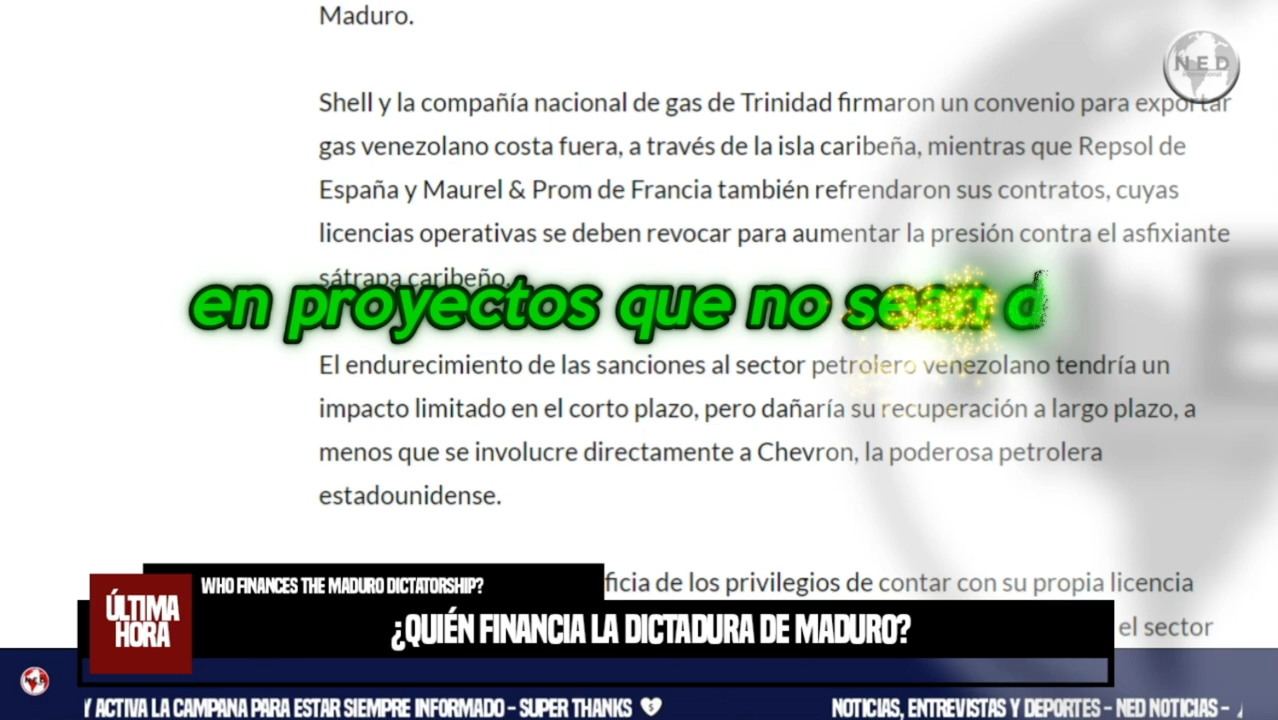 Maduro.
NED
international
Shell y la compañía nacional de gas de Trinidad firmaron un convenio para exportar
gas venezolano costa fuera, a través de la isla caribeña, mientras que Repsol de
España y Maurel & Prom de Francia también refrendaron sus contratos, cuyas
licencias operativas se deben revocar para aumentar la presión contra el asfixiante
sátrapa caribeño.
en proyectos que no sean d
El endurecimiento de las sanciones al sector petrolero venezolano tendría un
impacto limitado en el corto plazo, pero dañaría su recuperación a largo plazo, a
menos que se involucre directamente a Chevron, la poderosa petrolera
estadounidense.
WHO FINANCES THE MADURO DICTATORSHIP?
ficia de los privilegios de contar con su propia licencia
ÚLTIMA
HORA
¿QUIÉN FINANCIA LA DICTADURA DE MADURO?
el sector
Y ACTIVA LA CAMPANA PARA ESTAR SIEMPRE INFORMADO - SUPER THANKS
NOTICIAS, ENTREVISTAS Y DEPORTES - NED NOTICIAS -